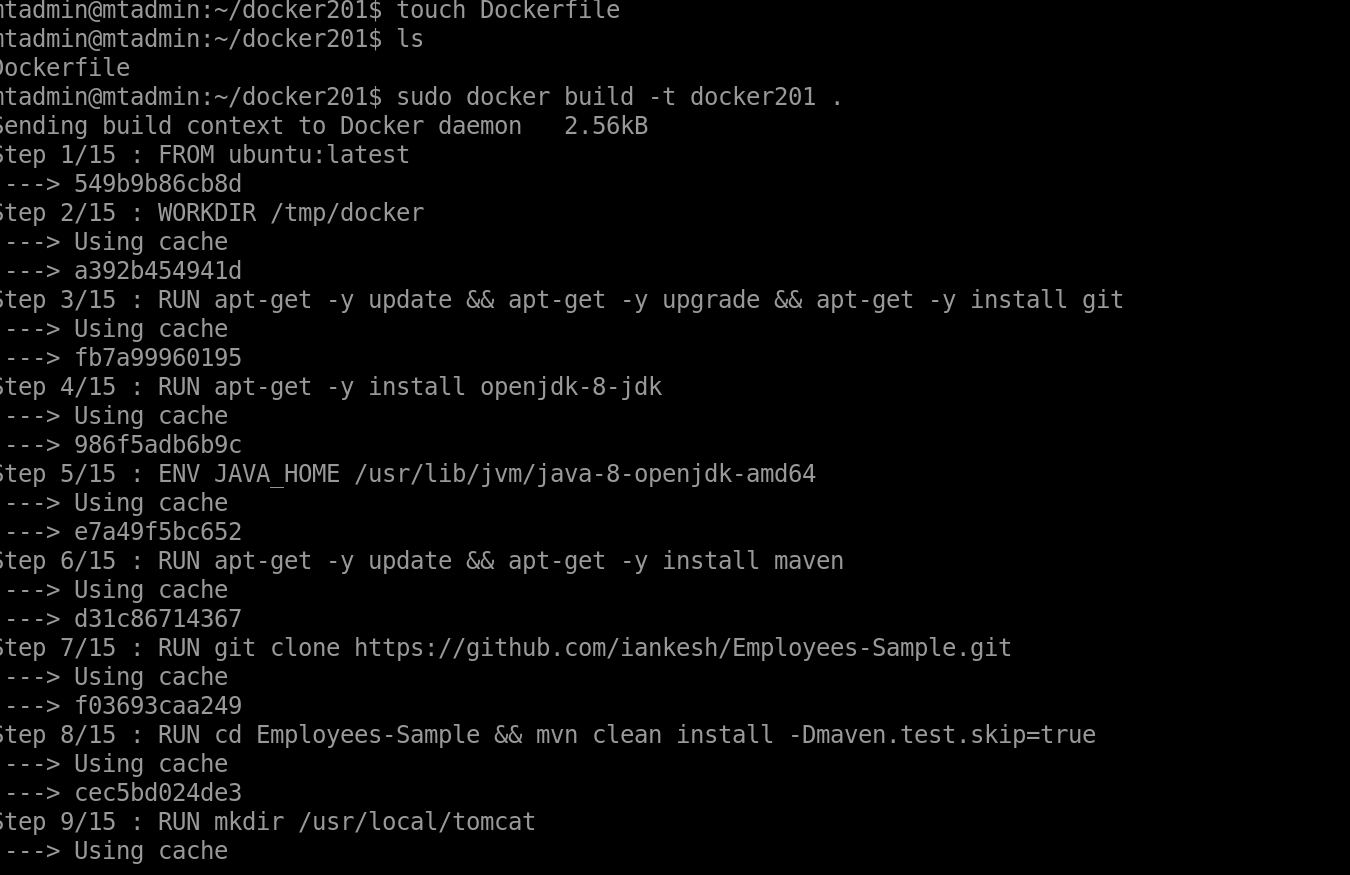 mtadmin@mtadmin:~/docker201$ touch Dockerfile
mtadmin@mtadmin:~/docker201$ ls
Dockerfile
mtadmin@mtadmin:~/docker201$ sudo docker build -t docker201 .
Sending build context to Docker daemon   2.56kB
Step 1/15 : FROM ubuntu:latest
 ---> 549b9b86cb8d
Step 2/15 : WORKDIR /tmp/docker
 ---> Using cache
 ---> a392b454941d
Step 3/15 : RUN apt-get -y update && apt-get -y upgrade && apt-get -y install git
 ---> Using cache
 ---> fb7a99960195
Step 4/15 : RUN apt-get -y install openjdk-8-jdk
 ---> Using cache
 ---> 986f5adb6b9c
Step 5/15 : ENV JAVA_HOME /usr/lib/jvm/java-8-openjdk-amd64
 ---> Using cache
 ---> e7a49f5bc652
Step 6/15 : RUN apt-get -y update && apt-get -y install maven
 ---> Using cache
 ---> d31c86714367
Step 7/15 : RUN git clone https://github.com/iankesh/Employees-Sample.git
 ---> Using cache
 ---> f03693caa249
Step 8/15 : RUN cd Employees-Sample && mvn clean install -Dmaven.test.skip=true
 ---> Using cache
 ---> cec5bd024de3
Step 9/15 : RUN mkdir /usr/local/tomcat
 ---> Using cache